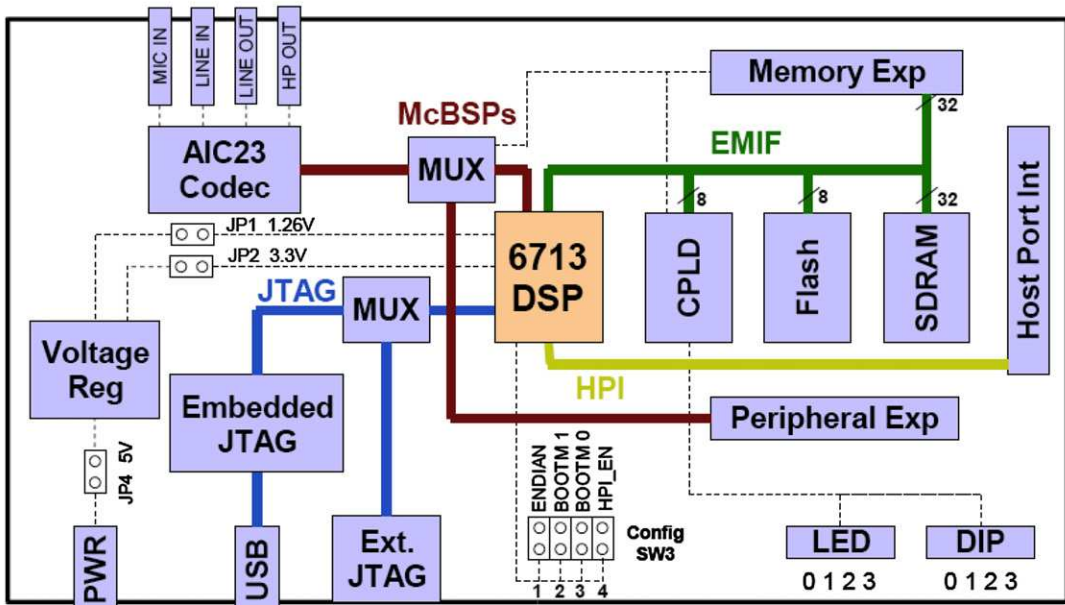 MIC IN
LINE IN
LINE OUT
HP OUT
AIC23
Codec
McBSPs
MUX
Memory Exp
32
EMIF
8
8
32
Host Port Int
JP1 1.26V
JP2 3.3V
6713
DSP
CPLD
Flash
SDRAM
JTAG
MUX
Voltage
Reg
HPI
Embedded
JTAG
Peripheral Exp
JP4 5V
ENDIAN
BOOTM 1
BOOTM 0
HPI_EN
Config
SW3
1 2 3 4
PWR
USB
Ext.
JTAG
LED
DIP
0 1 2 3
0 1 2 3